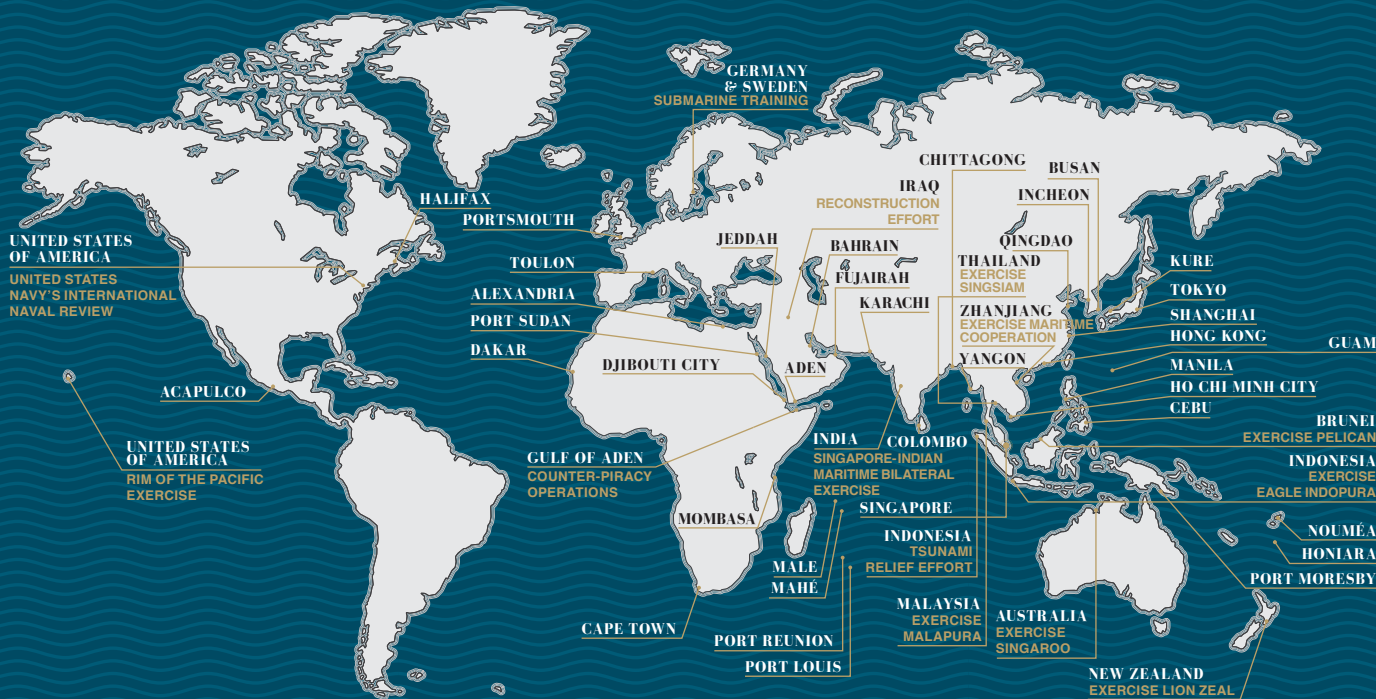 GERMANY
& SWEDEN
SUBMARINE TRAINING
HALIFAX
PORTSMOUTH
UNITED STATES
OF AMERICA
UNITED STATES
NAVY'S INTERNATIONAL
NAVAL REVIEW
TOULON
ALEXANDRIA
PORT SUDAN
DAKAR
JEDDAH
DJIBOUTI CITY
ADEN
CHITTAGONG
IRAQ
RECONSTRUCTION
EFFORT
BAHRAIN
FUJAIRAH
KARACHI
BUSAN
INCHEON
QINGDAO
THAILAND
EXERCISE
SINGSIAM
ZHANJIANG
EXERCISE MARITIME
COOPERATION
YANGON
KURE
TOKYO
SHANGHAI
HONG KONG
GUAM
MANILA
HO CHI MINH CITY
CEBU
BRUNEI
EXERCISE PELICAN
INDONESIA
EXERCISE
EAGLE INDOPURA
ACAPULCO
UNITED STATES
OF AMERICA
RIM OF THE PACIFIC
EXERCISE
GULF OF ADEN
COUNTER-PIRACY
OPERATIONS
MOMBASA
INDIA
SINGAPORE-INDIAN
MARITIME BILATERAL
EXERCISE
COLOMBO
SINGAPORE
INDONESIA
TSUNAMI
RELIEF EFFORT
MALE
MAHÉ
NOUMÉA
HONIARA
PORT MORESBY
CAPE TOWN
PORT REUNION
PORT LOUIS
MALAYSIA
EXERCISE
MALAPURA
AUSTRALIA
EXERCISE
SINGAROO
NEW ZEALAND
EXERCISE LION ZEAL